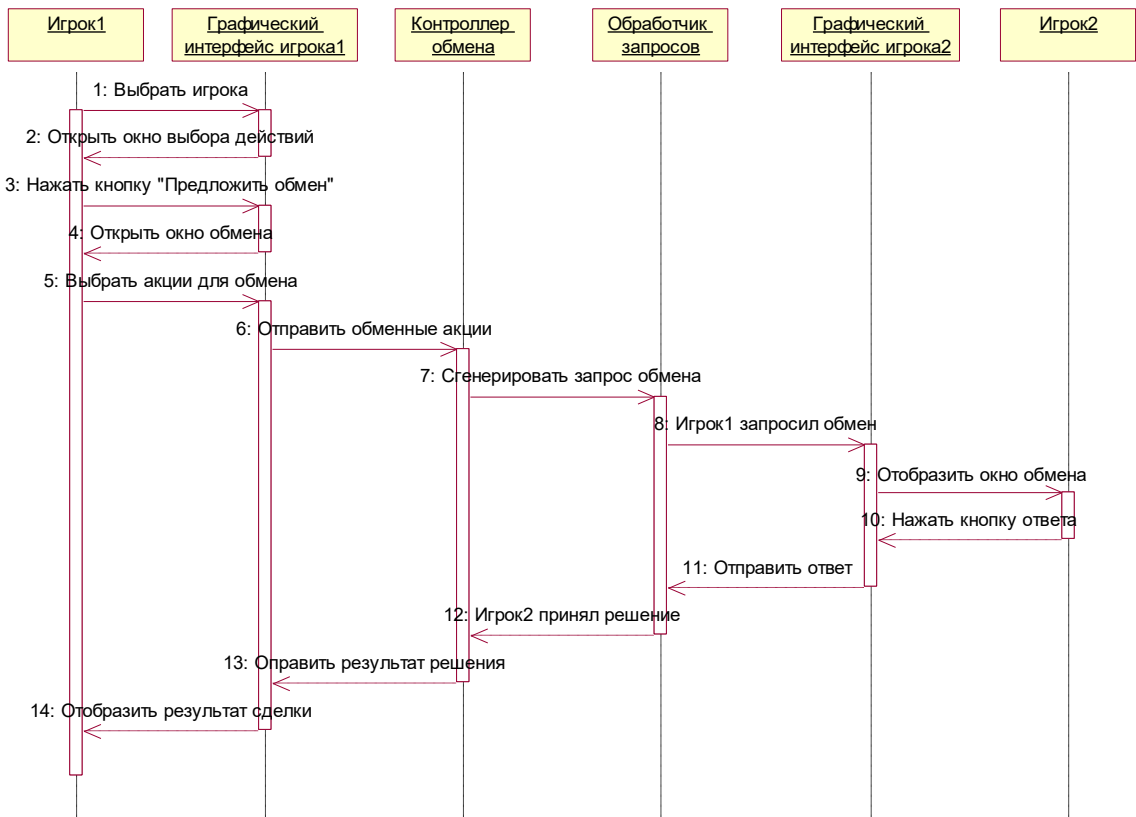 Игрок1
Графический
интерфейс игрока1
Контроллер
обмена
Обработчик
запросов
Графический
интерфейс игрока2
Игрок2
1: Выбрать игрока
2: Открыть окно выбора действий
3: Нажать кнопку "Предложить обмен"
4: Открыть окно обмена
5: Выбрать акции для обмена
6: Отправить обменные акции
7: Сгенерировать запрос обмена
8: Игрок1 запросил обмен
9: Отобразить окно обмена
10: Нажать кнопку ответа
11: Отправить ответ
12: Игрок2 принял решение
13: Оправить результат решения
14: Отобразить результат сделки